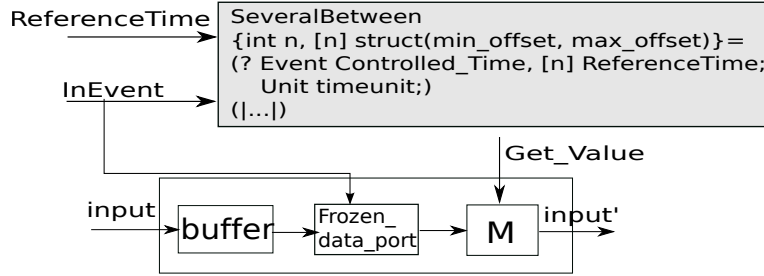 ReferenceTime
SeveralBetween
{int n, [n] struct(min_offset, max_offset)}=
(? Event Controlled_Time, [n] ReferenceTime;
Unit timeunit;)
(|...|)
InEvent
Get_Value
input
buffer
Frozen_
data_port
M
input'